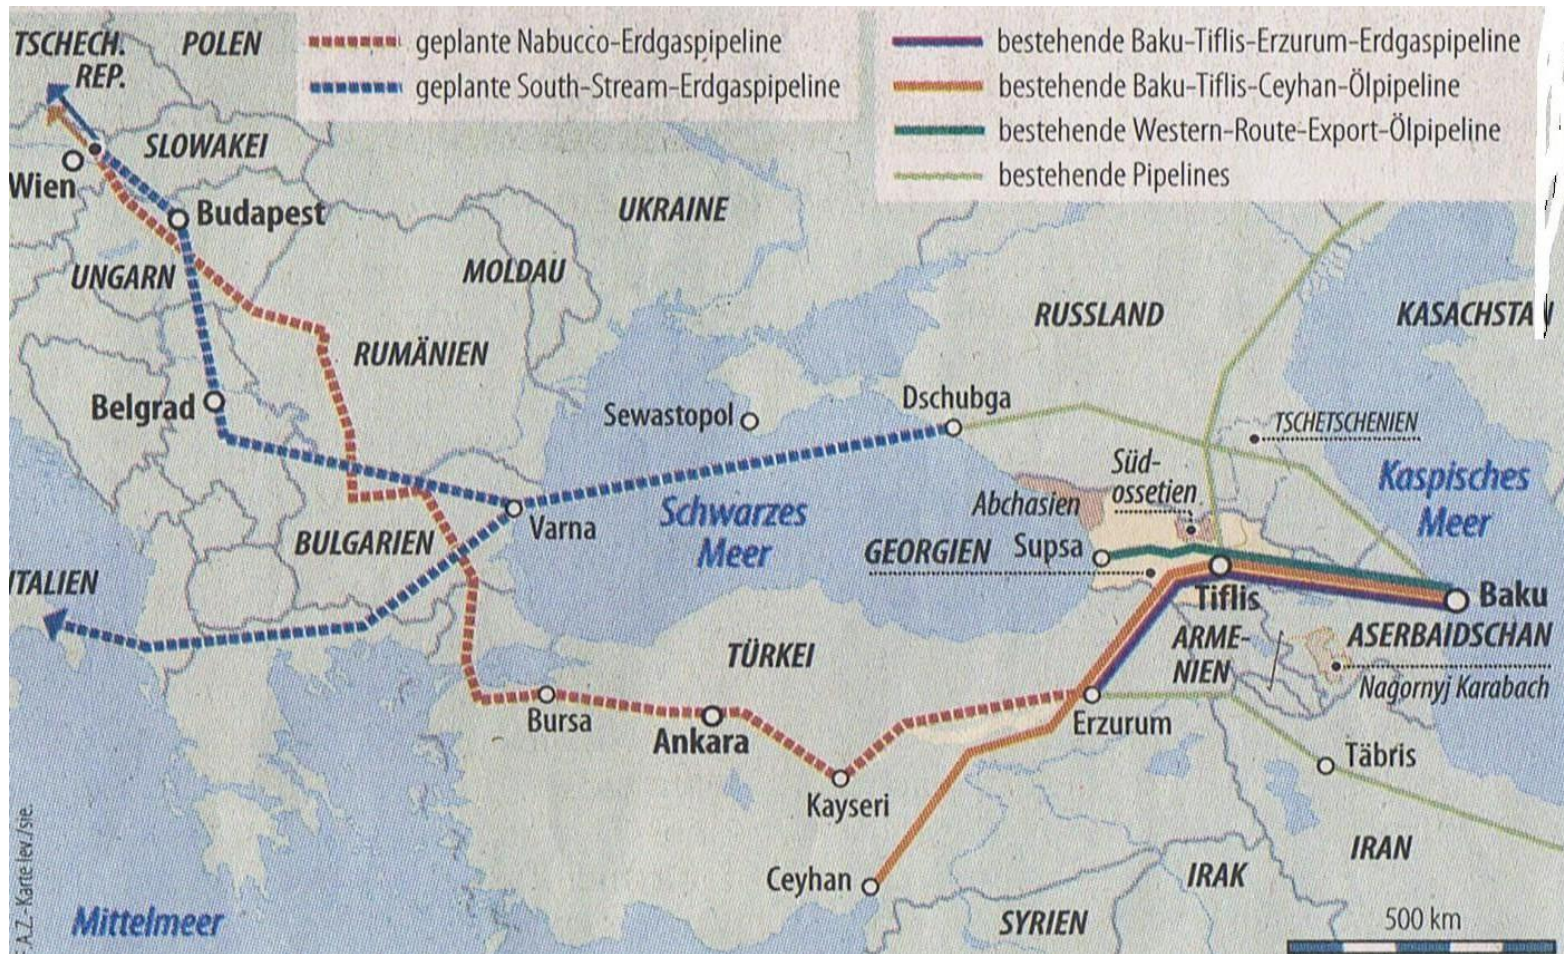 TSCHECH.
REP.
POLEN
geplante Nabucco-Erdgaspipeline
geplante South-Stream-Erdgaspipeline
bestehende Baku-Tiflis-Erzurum-Erdgaspipeline
bestehende Baku-Tiflis-Ceyhan-Ölpipeline
bestehende Western-Route-Export-Ölpipeline
bestehende Pipelines
SLOWAKEI
Wien
Budapest
UKRAINE
UNGARN
MOLDAU
RUSSLAND
KASACHSTAN
RUMÄNIEN
Belgrad
Sewastopol
Dschubga
TSCHETSCHENIEN
Süd-
ossetien
Kaspisches
Meer
Abchasien
Schwarzes
Meer
Varna
BULGARIEN
GEORGIEN
Supsa
ITALIEN
Tiflis
Baku
TÜRKEI
ARME-
NIEN
ASERBAIDSCHAN
Nagornyj Karabach
Bursa
Ankara
Erzurum
Täbris
Kayseri
Ceyhan
IRAN
IRAK
SYRIEN
Mittelmeer
500 km
F.A.Z.-Karte lev./sie.